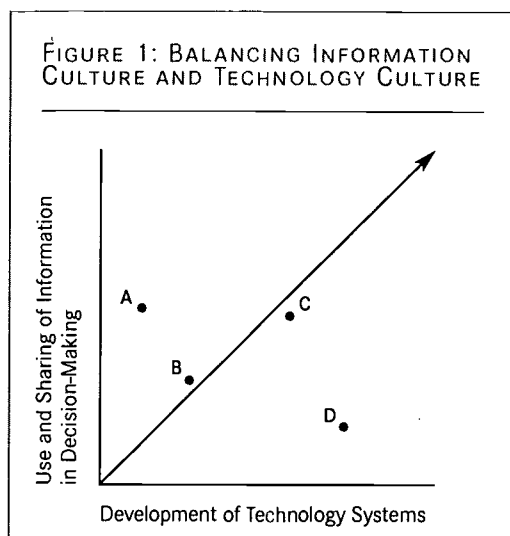 FIGURE 1: BALANCING INFORMATION
CULTURE AND TECHNOLOGY CULTURE
Use and Sharing of Information
in Decision-Making
A
B
C
D
Development of Technology Systems